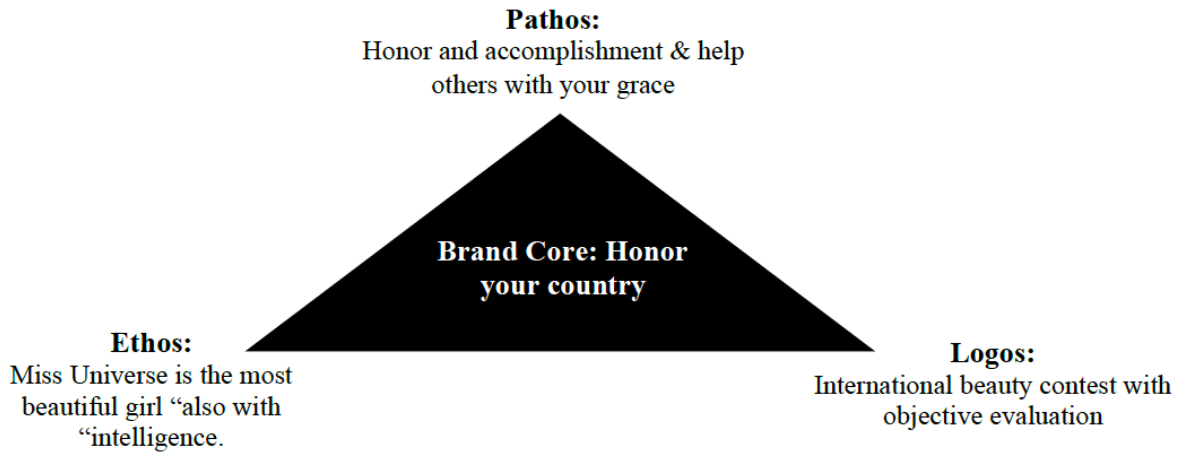 Pathos:
Honor and accomplishment & help
others with your grace
Brand Core: Honor
your country
Ethos:
Miss Universe is the most
beautiful girl “also with
“intelligence.
Logos:
International beauty contest with
objective evaluation